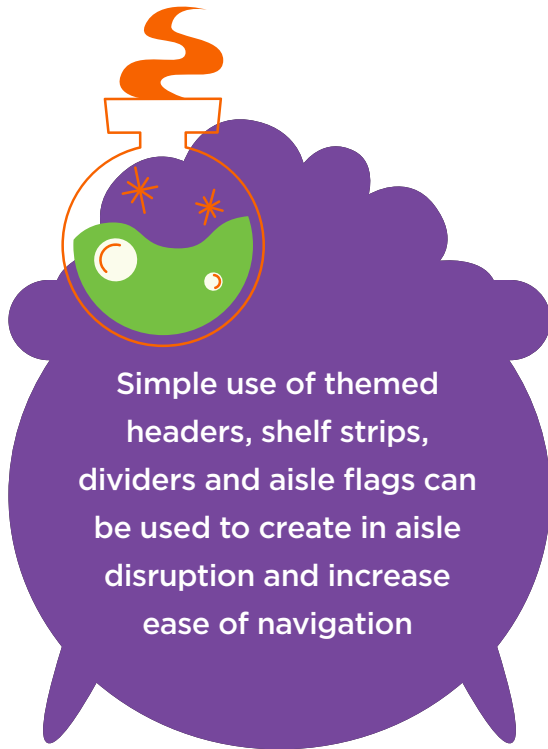 Simple use of themed
headers, shelf strips,
dividers and aisle flags can
be used to create in aisle
disruption and increase
ease of navigation